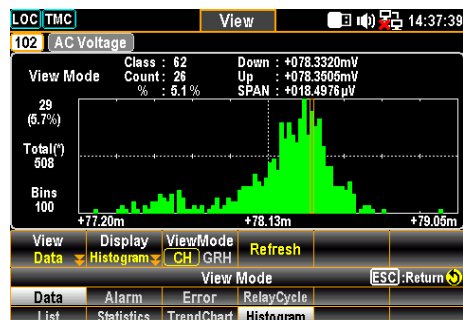 LOC TMC View 14:37:39
102 AC Voltage
Class : 62 Down : +078.3320mV
View Mode Count : 26 Up : +078.3505mV
% : 5.1 % SPAN : +018.4976µV
29
(5.7%)
Total(*)
508
Bins
100
+77.20m +78.13m +79.05m
View Display ViewMode Refresh
Data Histogram CH GRH
View Mode ESC :Return
Data Alarm Error RelayCycle
List Statistics TrendChart Histogram